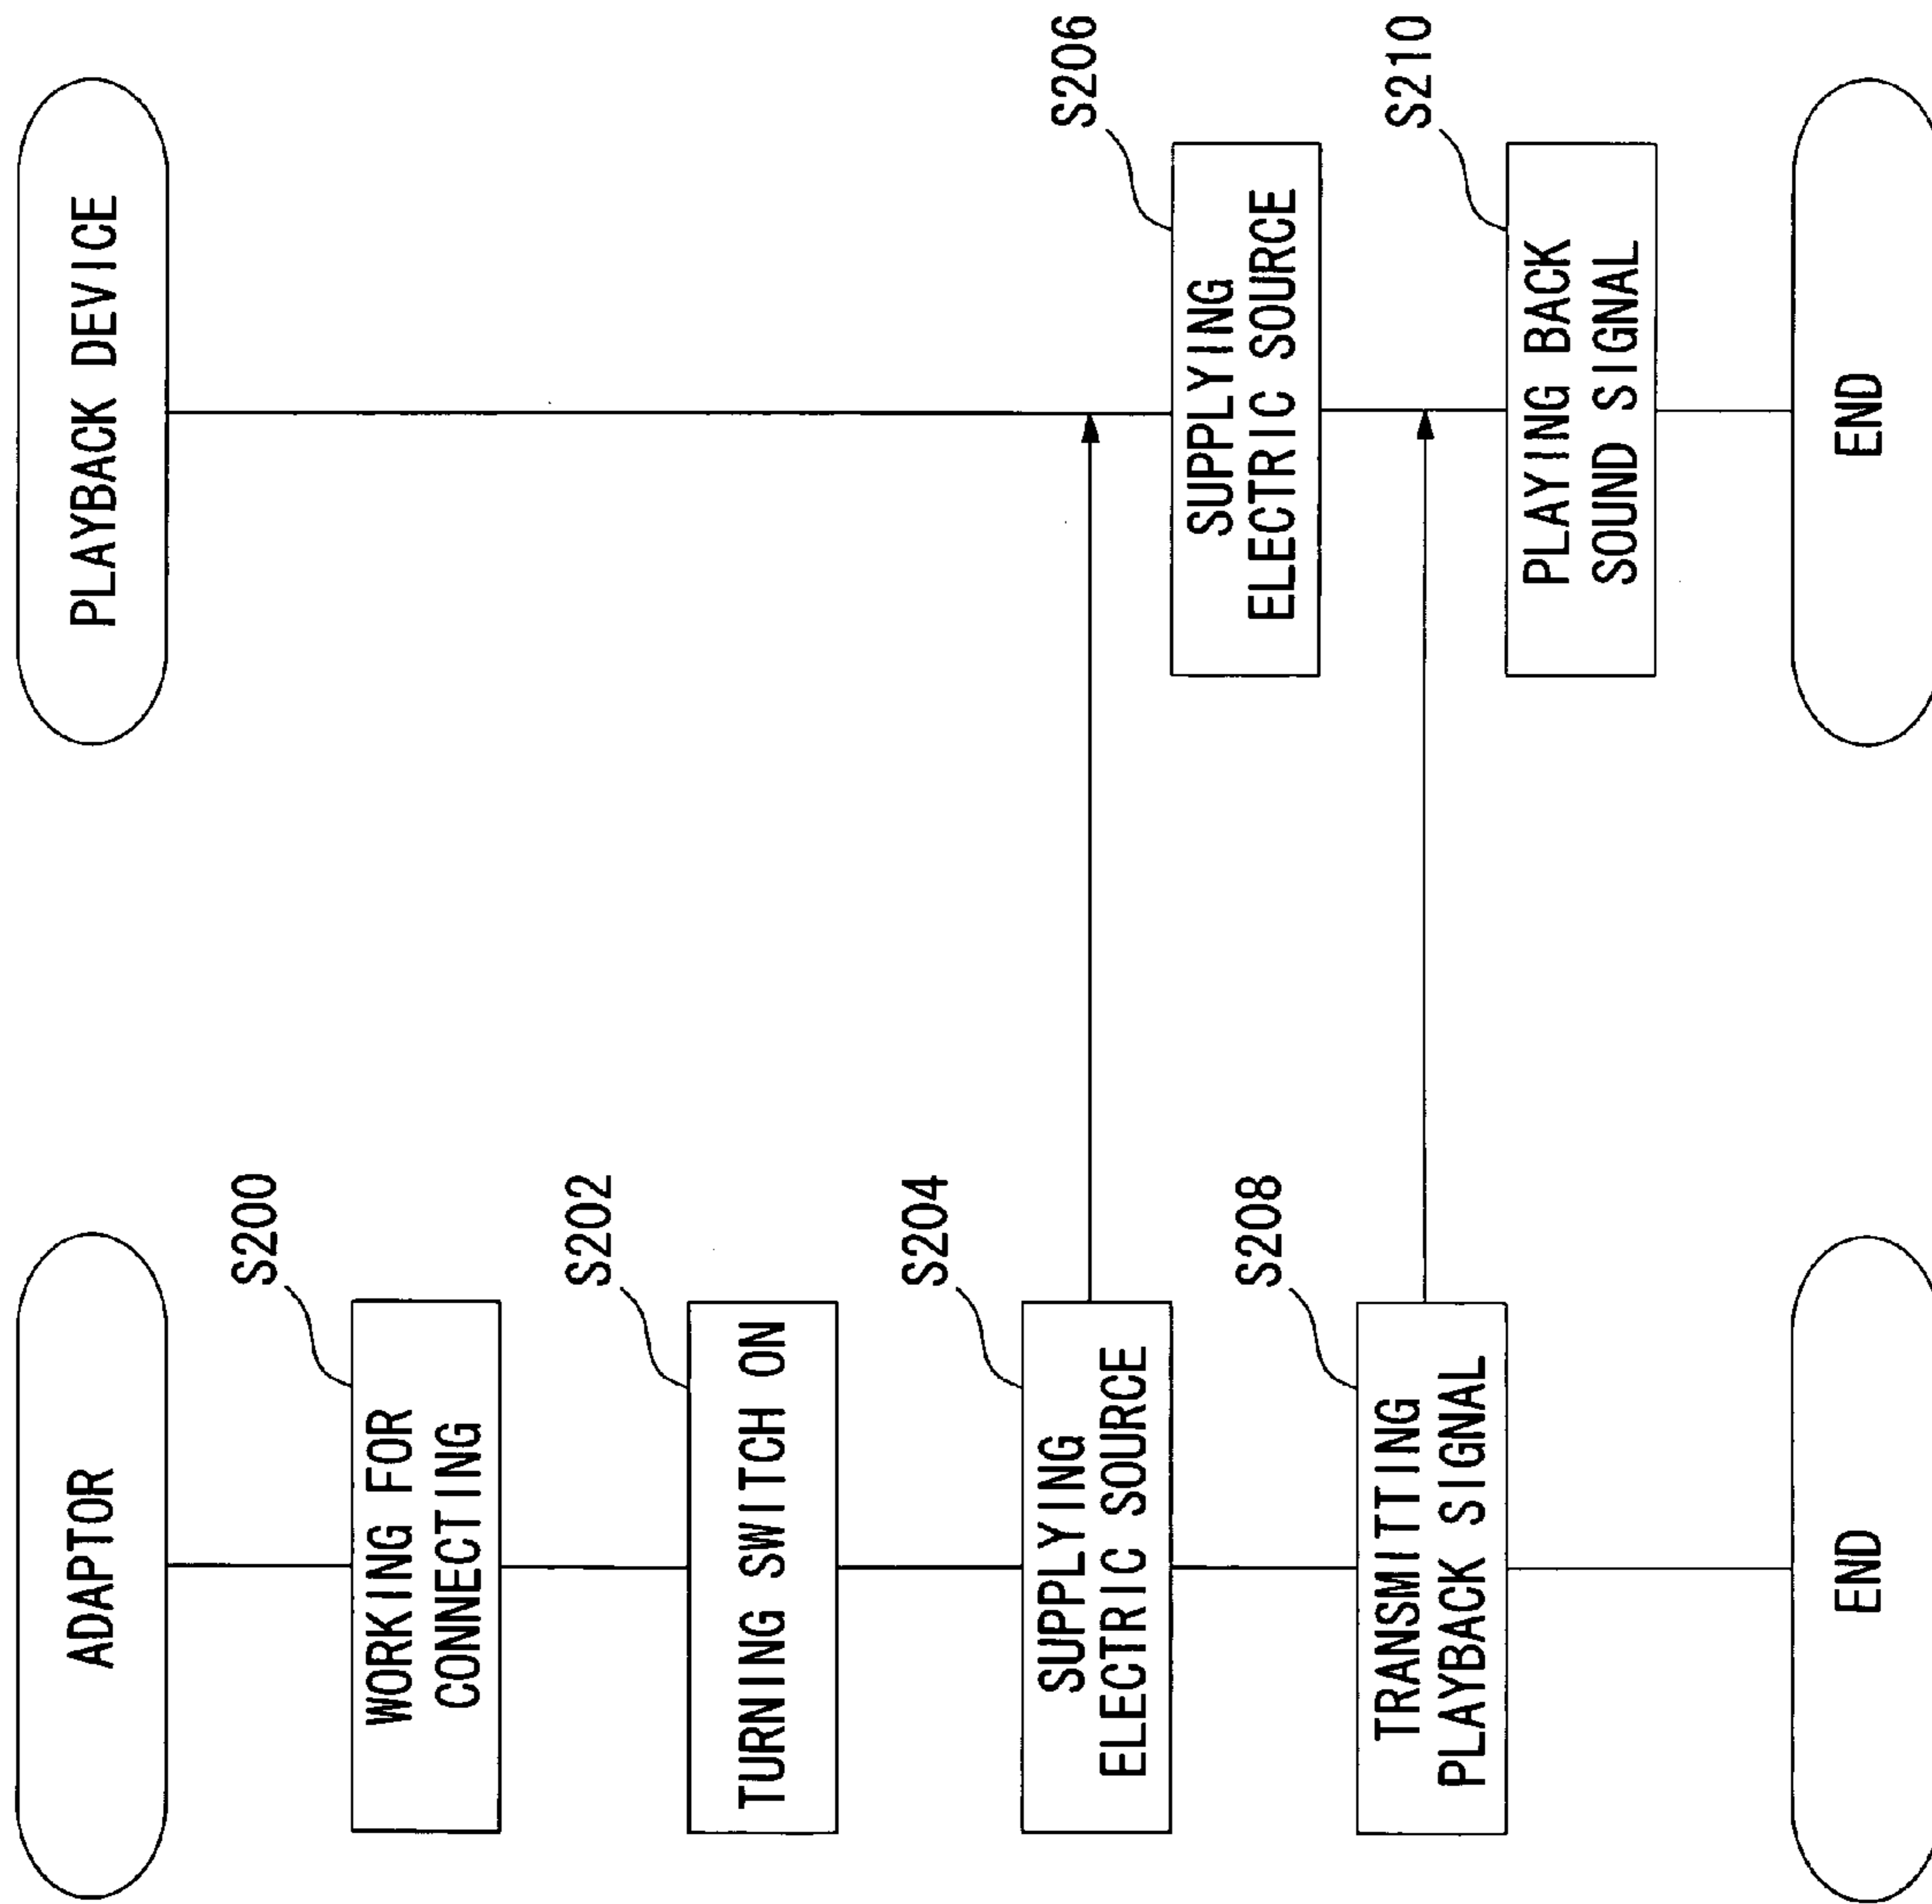 ADAPTOR
PLAYBACK DEVICE
S200
WORKING FOR
CONNECTING
S202
TURNING SWITCH ON
S204
SUPPLYING
ELECTRIC SOURCE
S206
SUPPLYING
ELECTRIC SOURCE
S208
TRANSMITTING
PLAYBACK SIGNAL
S210
PLAYING BACK
SOUND SIGNAL
END
END